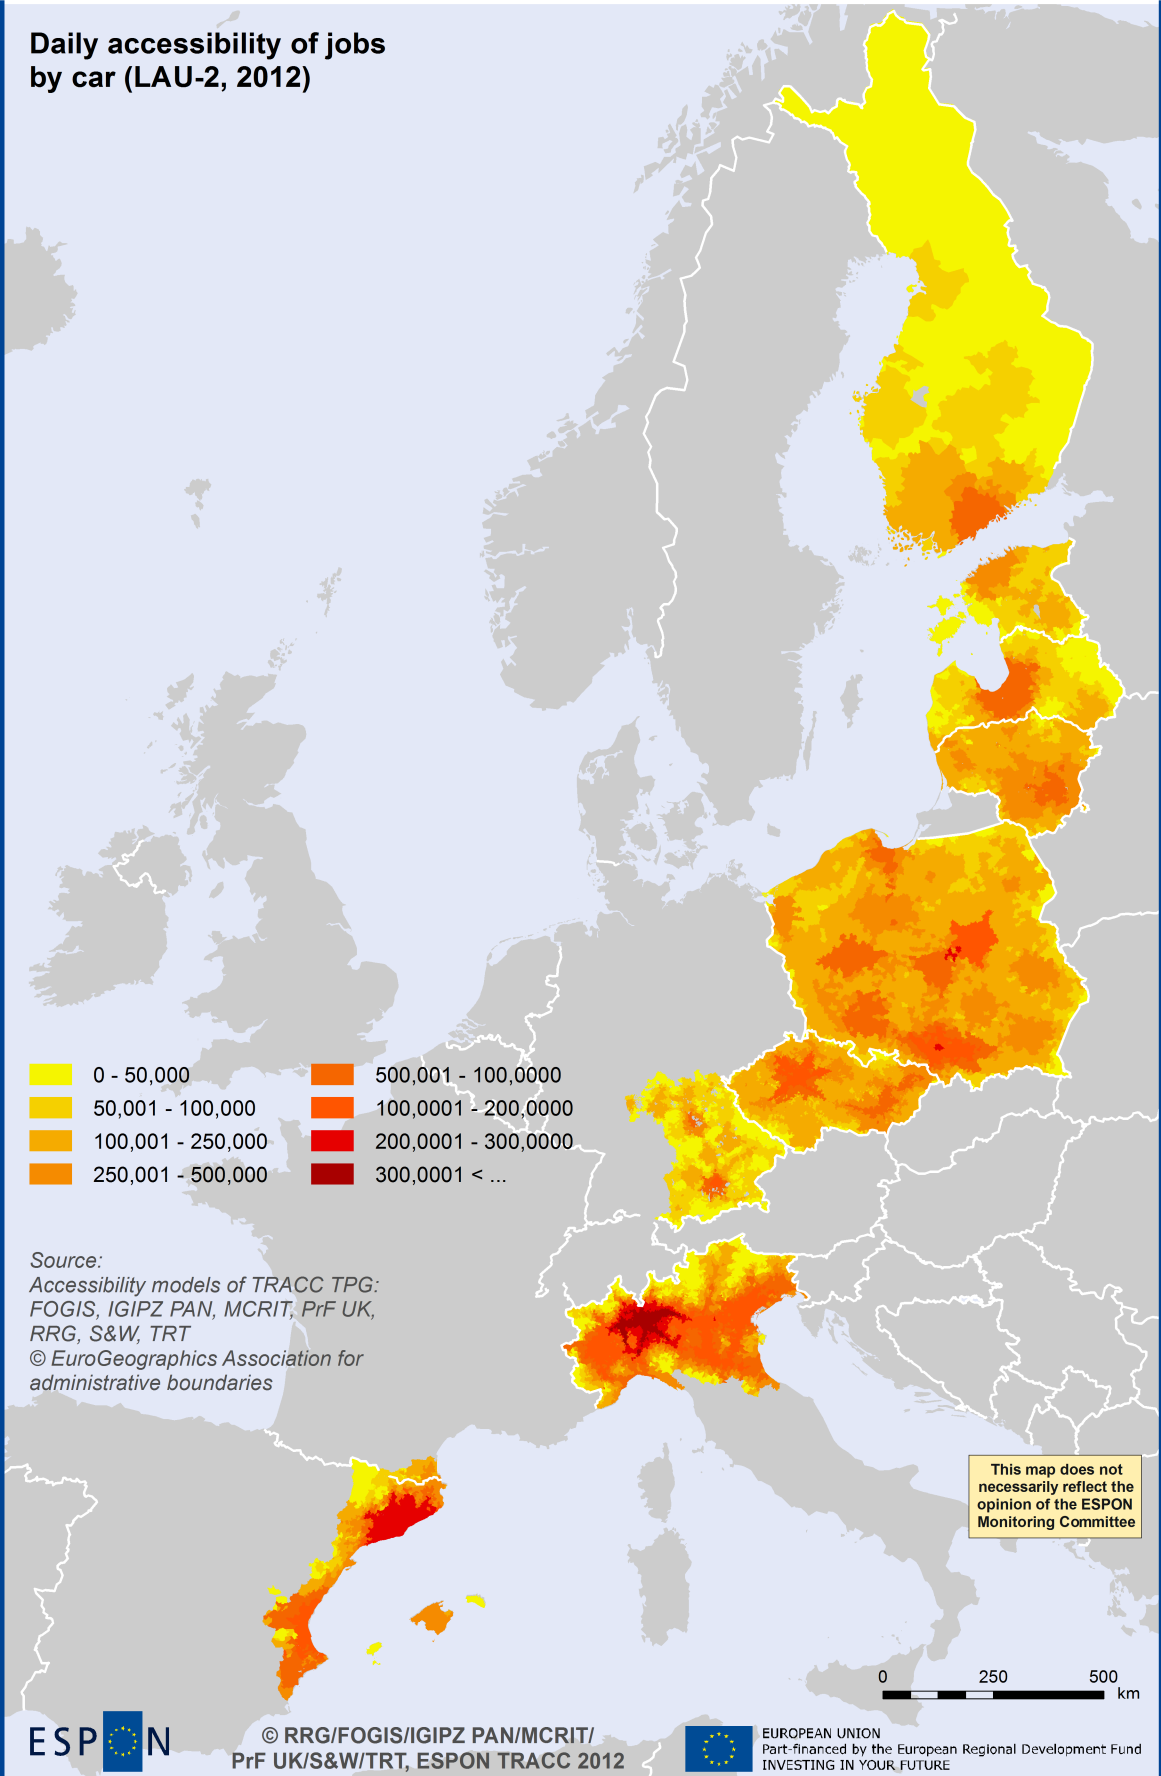 Daily accessibility of jobs
by car (LAU-2, 2012)
0 - 50,000
50,001 - 100,000
100,001 - 250,000
250,001 - 500,000
500,001 - 100,0000
100,0001 - 200,0000
200,0001 - 300,0000
300,0001 < ...
Source:
Accessibility models of TRACC TPG:
FOGIS, IGIPZ PAN, MCRIT, PrF UK,
RRG, S&W, TRT
© EuroGeographics Association for
administrative boundaries
This map does not
necessarily reflect the
opinion of the ESPON
Monitoring Committee
0 250 500
km
ESPON
© RRG/FOGIS/IGIPZ PAN/MCRIT/
PrF UK/S&W/TRT, ESPON TRACC 2012
EUROPEAN UNION
Part-financed by the European Regional Development Fund
INVESTING IN YOUR FUTURE